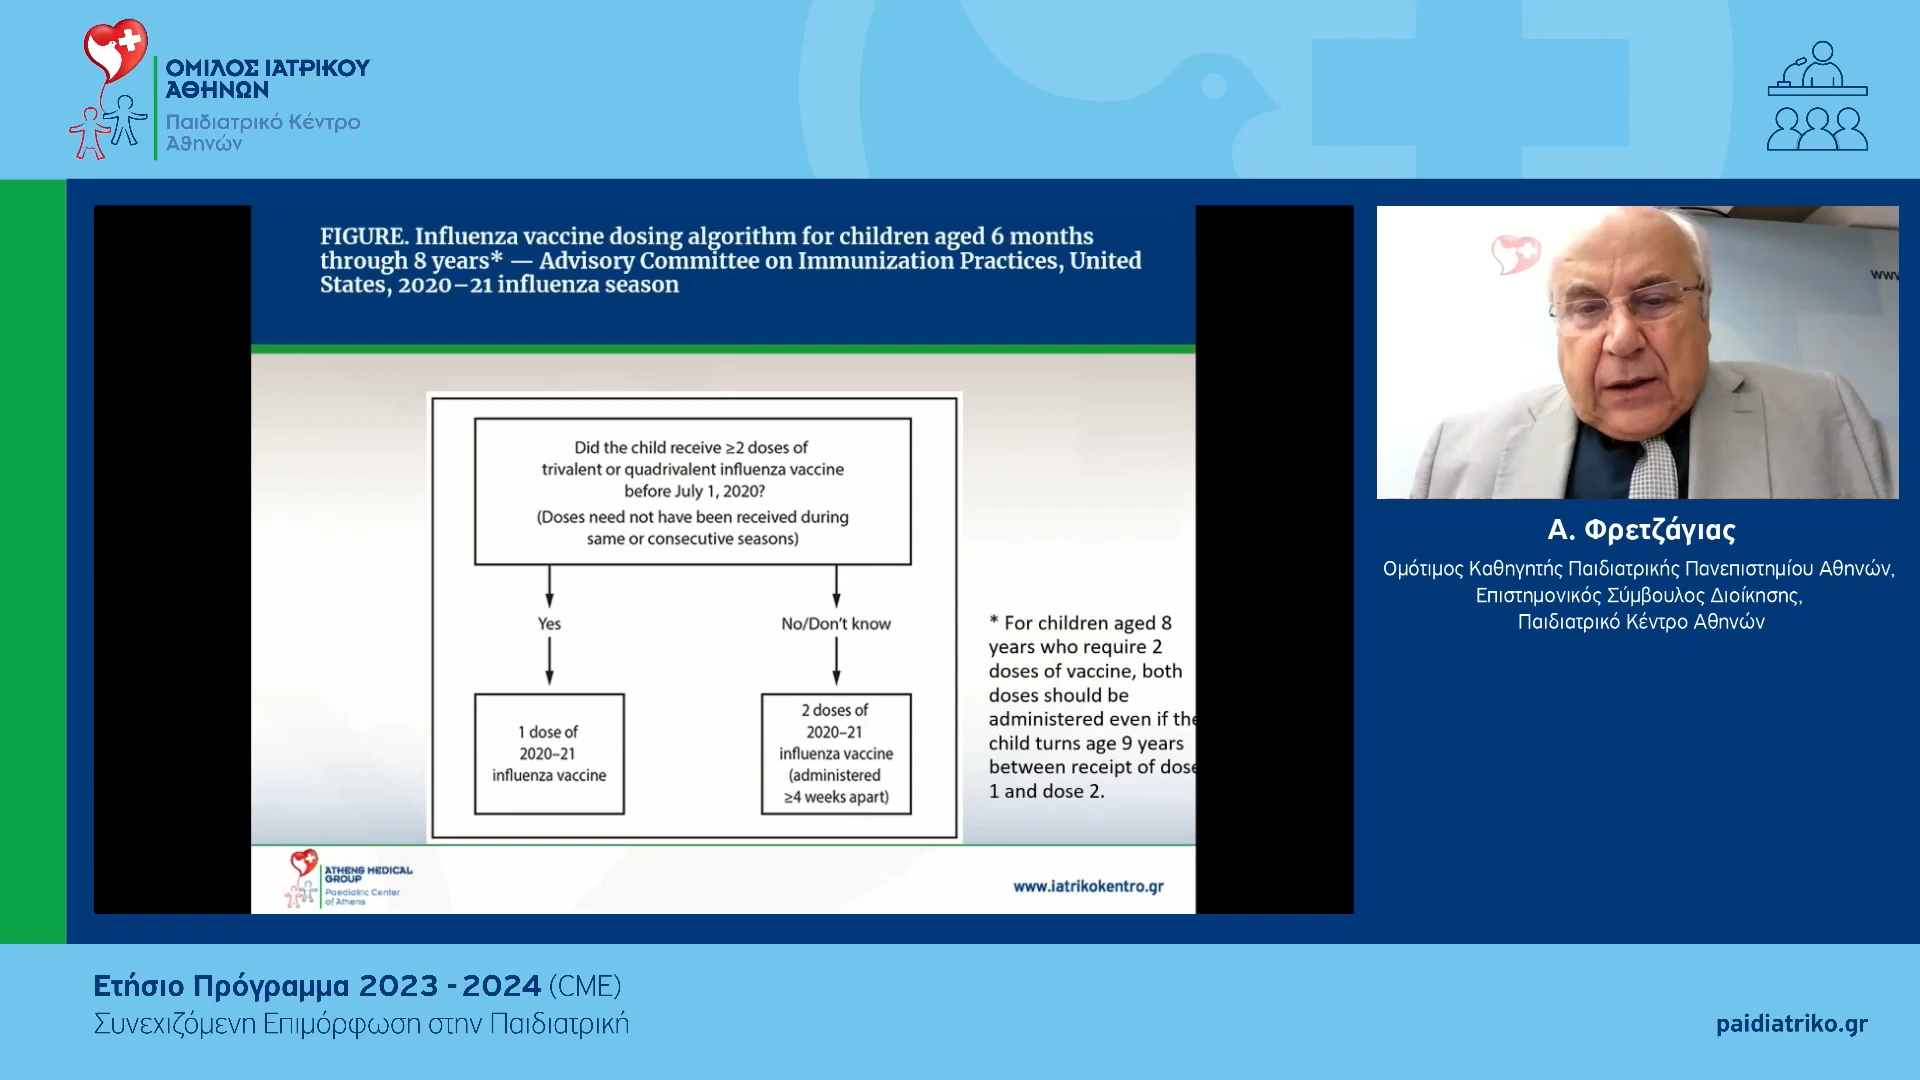 ΟΜΙΛΟΣ ΙΑΤΡΙΚΟΥ
ΑΘΗΝΩΝ
Παιδιατρικό Κέντρο
Αθηνών
FIGURE. Influenza vaccine dosing algorithm for children aged 6 months
through 8 years* — Advisory Committee on Immunization Practices, United
States, 2020–21 influenza season
Did the child receive ≥2 doses of
trivalent or quadrivalent influenza vaccine
before July 1, 2020?
(Doses need not have been received during
same or consecutive seasons)
Yes
No/Don't know
1 dose of
2020–21
influenza vaccine
2 doses of
2020–21
influenza vaccine
(administered
≥4 weeks apart)
* For children aged 8
years who require 2
doses of vaccine, both
doses should be
administered even if the
child turns age 9 years
between receipt of dose
1 and dose 2.
ATHENS MEDICAL
GROUP
Paediatric Center
of Athens
www.iatrikokentro.gr
www
Α. Φρετζάγιας
Ομότιμος Καθηγητής Παιδιατρικής Πανεπιστημίου Αθηνών,
Επιστημονικός Σύμβουλος Διοίκησης,
Παιδιατρικό Κέντρο Αθηνών
Ετήσιο Πρόγραμμα 2023 - 2024 (CME)
Συνεχιζόμενη Επιμόρφωση στην Παιδιατρική
paidiatriko.gr